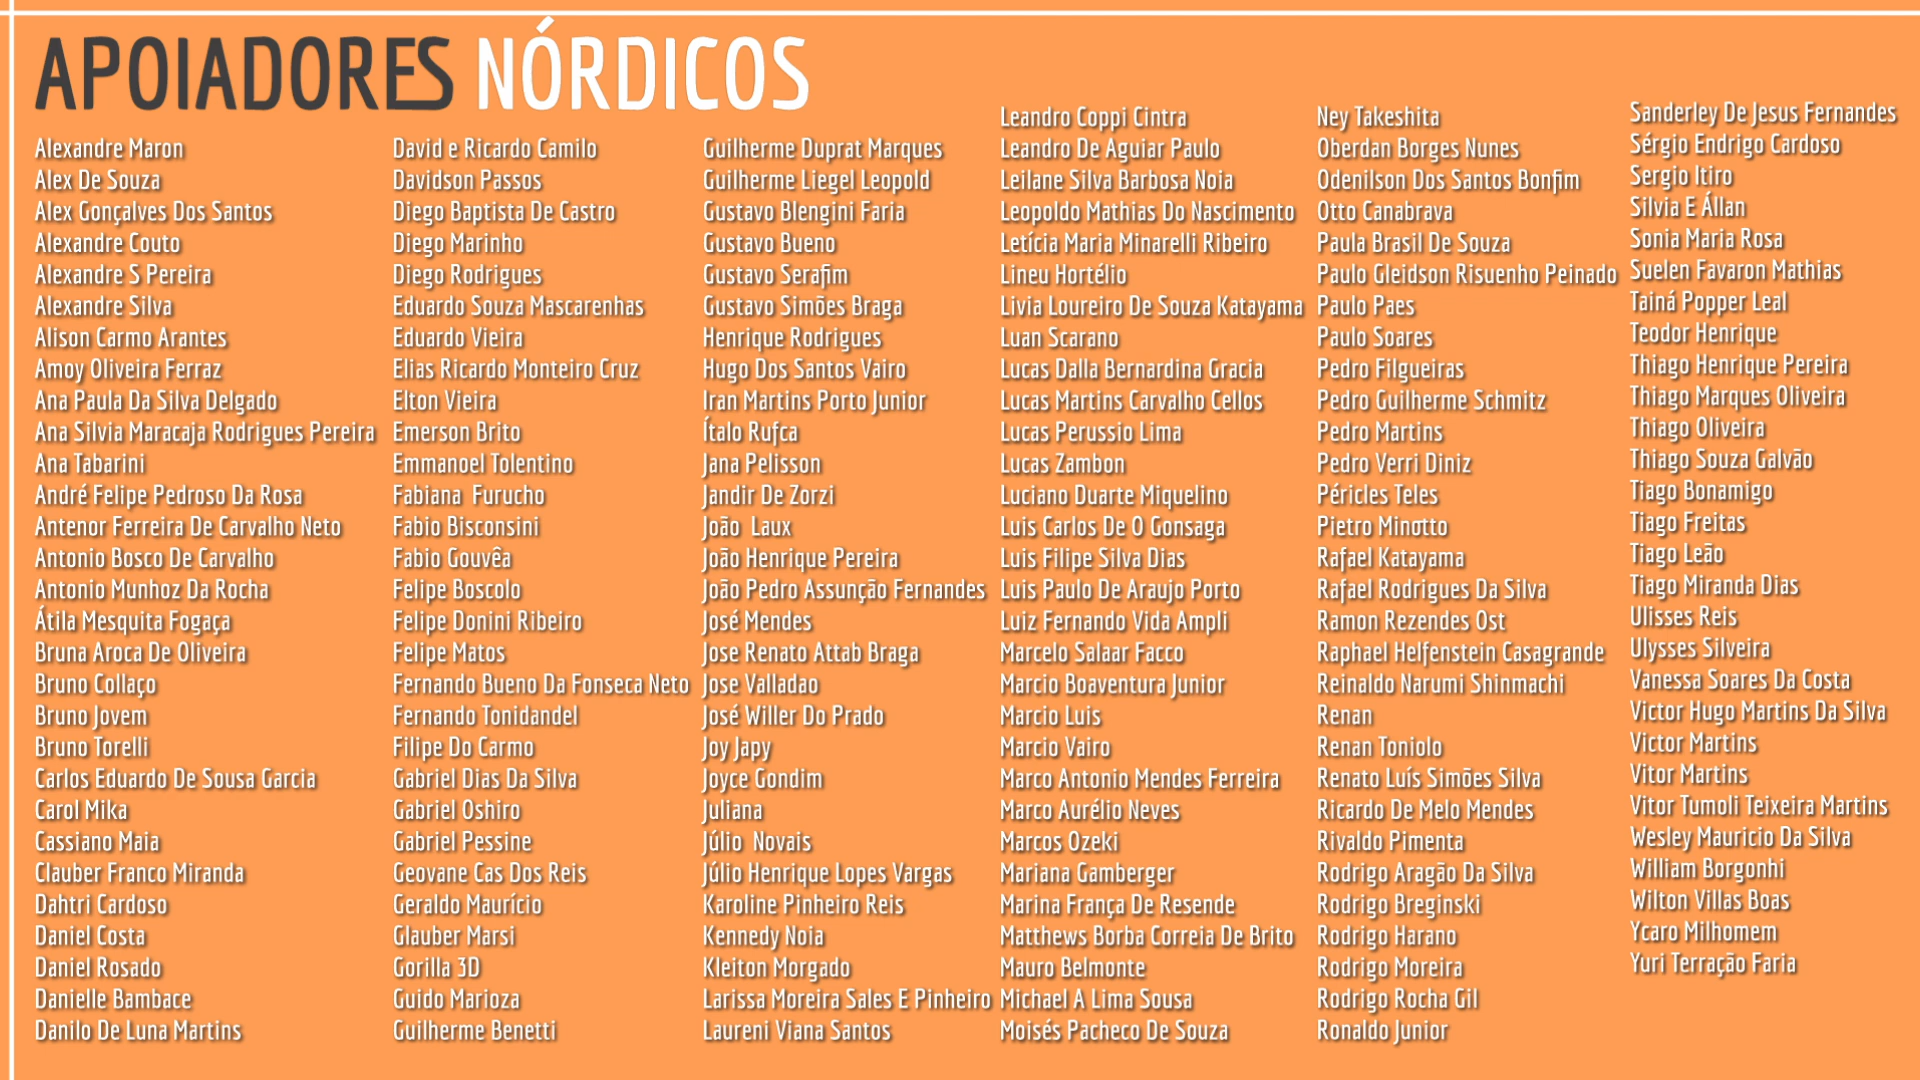 APOIADORES NÓRDICOS
Alexandre Maron
Alex De Souza
Alex Gonçalves Dos Santos
Alexandre Couto
Alexandre S Pereira
Alexandre Silva
Alison Carmo Arantes
Amoy Oliveira Ferraz
Ana Paula Da Silva Delgado
Ana Silvia Maracaja Rodrigues Pereira
Ana Tabarini
André Felipe Pedroso Da Rosa
Antenor Ferreira De Carvalho Neto
Antonio Bosco De Carvalho
Antonio Munhoz Da Rocha
Átila Mesquita Fogaça
Bruna Aroca De Oliveira
Bruno Collaço
Bruno Jovem
Bruno Torelli
Carlos Eduardo De Sousa Garcia
Carol Mika
Cassiano Maia
Clauber Franco Miranda
Dahtri Cardoso
Daniel Costa
Daniel Rosado
Danielle Bambace
Danilo De Luna Martins
David e Ricardo Camilo
Davidson Passos
Diego Baptista De Castro
Diego Marinho
Diego Rodrigues
Eduardo Souza Mascarenhas
Eduardo Vieira
Elias Ricardo Monteiro Cruz
Elton Vieira
Emerson Brito
Emmanoel Tolentino
Fabiana  Furucho
Fabio Bisconsini
Fabio Gouvêa
Felipe Boscolo
Felipe Donini Ribeiro
Felipe Matos
Fernando Bueno Da Fonseca Neto
Fernando Tonidandel
Filipe Do Carmo
Gabriel Dias Da Silva
Gabriel Oshiro
Gabriel Pessine
Geovane Cas Dos Reis
Geraldo Maurício
Glauber Marsi
Gorilla 3D
Guido Marioza
Guilherme Benetti
Guilherme Duprat Marques
Guilherme Liegel Leopold
Gustavo Blengini Faria
Gustavo Bueno
Gustavo Serafim
Gustavo Simões Braga
Henrique Rodrigues
Hugo Dos Santos Vairo
Iran Martins Porto Junior
Ítalo Rufca
Jana Pelisson
Jandir De Zorzi
João  Laux
João Henrique Pereira
João Pedro Assunção Fernandes
José Mendes
Jose Renato Attab Braga
Jose Valladao
José Willer Do Prado
Joy Japy
Joyce Gondim
Juliana
Júlio  Novais
Júlio Henrique Lopes Vargas
Karoline Pinheiro Reis
Kennedy Noia
Kleiton Morgado
Larissa Moreira Sales E Pinheiro
Laureni Viana Santos
Leandro Coppi Cintra
Leandro De Aguiar Paulo
Leilane Silva Barbosa Noia
Leopoldo Mathias Do Nascimento
Letícia Maria Minarelli Ribeiro
Lineu Hortélio
Livia Loureiro De Souza Katayama
Luan Scarano
Lucas Dalla Bernardina Gracia
Lucas Martins Carvalho Cellos
Lucas Perussio Lima
Lucas Zambon
Luciano Duarte Miquelino
Luis Carlos De O Gonsaga
Luis Filipe Silva Dias
Luis Paulo De Araujo Porto
Luiz Fernando Vida Ampli
Marcelo Salaar Facco
Marcio Boaventura Junior
Marcio Luis
Marcio Vairo
Marco Antonio Mendes Ferreira
Marco Aurélio Neves
Marcos Ozeki
Mariana Gamberger
Marina França De Resende
Matthews Borba Correia De Brito
Mauro Belmonte
Michael A Lima Sousa
Moisés Pacheco De Souza
Ney Takeshita
Oberdan Borges Nunes
Odenilson Dos Santos Bonfim
Otto Canabrava
Paula Brasil De Souza
Paulo Gleidson Risuenho Peinado
Paulo Paes
Paulo Soares
Pedro Filgueiras
Pedro Guilherme Schmitz
Pedro Martins
Pedro Verri Diniz
Péricles Teles
Pietro Minotto
Rafael Katayama
Rafael Rodrigues Da Silva
Ramon Rezendes Ost
Raphael Helfenstein Casagrande
Reinaldo Narumi Shinmachi
Renan
Renan Toniolo
Renato Luís Simões Silva
Ricardo De Melo Mendes
Rivaldo Pimenta
Rodrigo Aragão Da Silva
Rodrigo Breginski
Rodrigo Harano
Rodrigo Moreira
Rodrigo Rocha Gil
Ronaldo Junior
Sanderley De Jesus Fernandes
Sérgio Endrigo Cardoso
Sergio Itiro
Silvia E Állan
Sonia Maria Rosa
Suelen Favaron Mathias
Tainá Popper Leal
Teodor Henrique
Thiago Henrique Pereira
Thiago Marques Oliveira
Thiago Oliveira
Thiago Souza Galvão
Tiago Bonamigo
Tiago Freitas
Tiago Leão
Tiago Miranda Dias
Ulisses Reis
Ulysses Silveira
Vanessa Soares Da Costa
Victor Hugo Martins Da Silva
Victor Martins
Vitor Martins
Vitor Tumoli Teixeira Martins
Wesley Mauricio Da Silva
William Borgonhi
Wilton Villas Boas
Ycaro Milhomem
Yuri Terração Faria